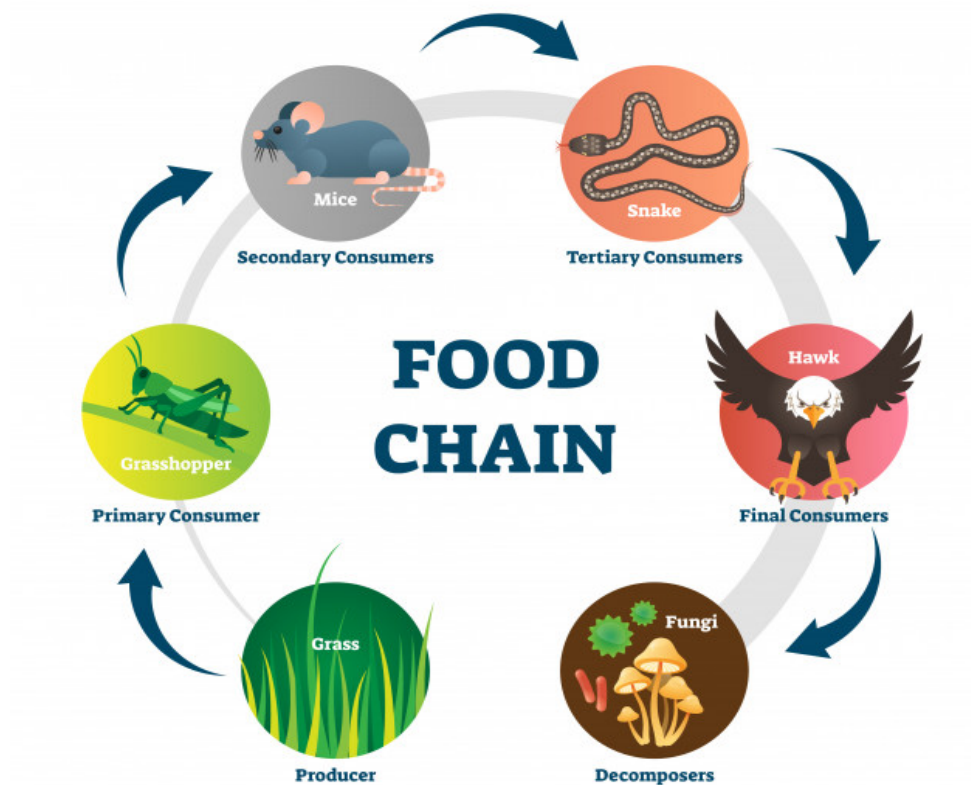 Mice
Secondary Consumers
Snake
Tertiary Consumers
Hawk
Final Consumers
FOOD
CHAIN
Grasshopper
Primary Consumer
Grass
Producer
Fungi
Decomposers